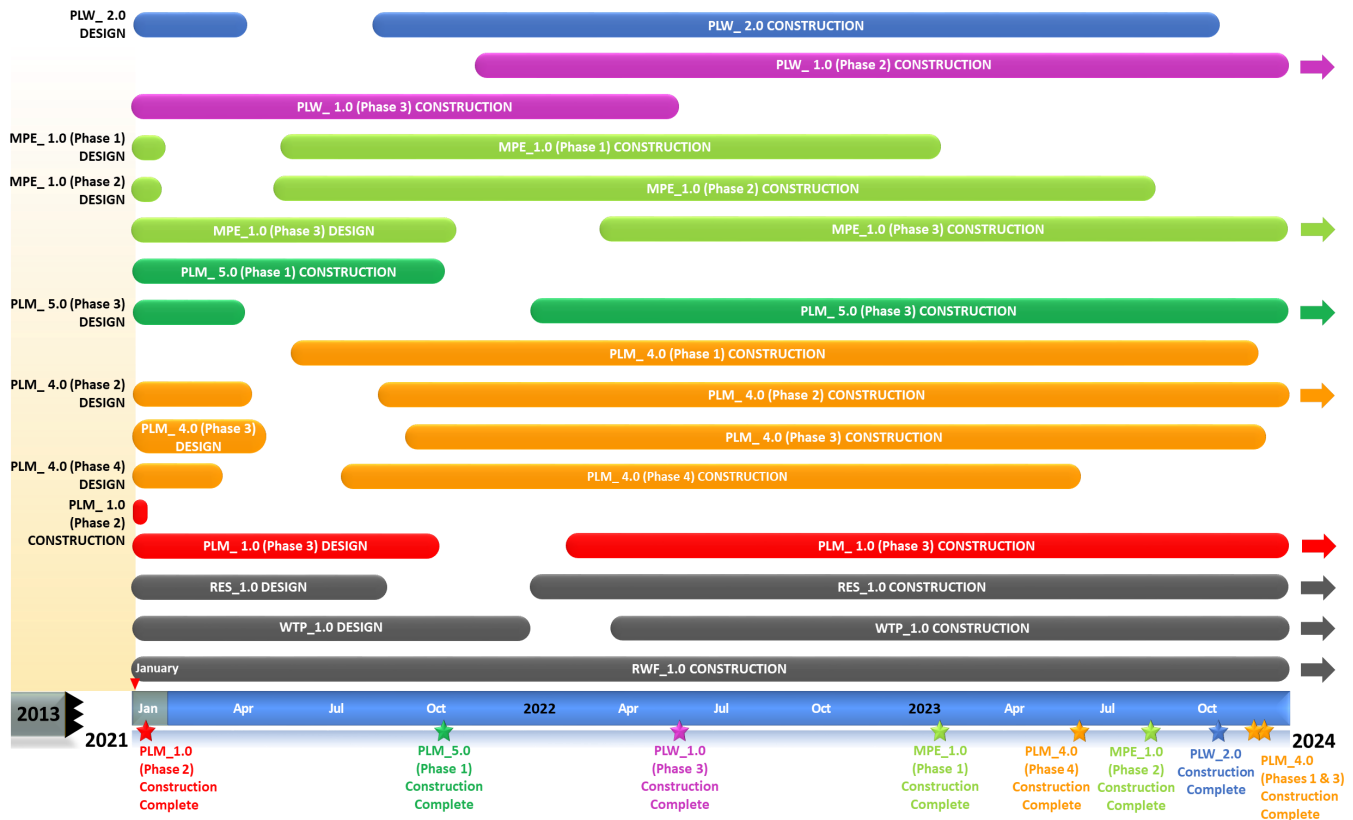 PLW_ 2.0
DESIGN
PLW_ 2.0 CONSTRUCTION
PLW_ 1.0 (Phase 2) CONSTRUCTION
PLW_ 1.0 (Phase 3) CONSTRUCTION
MPE_ 1.0 (Phase 1)
DESIGN
MPE_1.0 (Phase 1) CONSTRUCTION
MPE_ 1.0 (Phase 2)
DESIGN
MPE_1.0 (Phase 2) CONSTRUCTION
MPE_1.0 (Phase 3) DESIGN
MPE_1.0 (Phase 3) CONSTRUCTION
PLM_ 5.0 (Phase 1) CONSTRUCTION
PLM_ 5.0 (Phase 3)
DESIGN
PLM_ 5.0 (Phase 3) CONSTRUCTION
PLM_ 4.0 (Phase 1) CONSTRUCTION
PLM_ 4.0 (Phase 2)
DESIGN
PLM_ 4.0 (Phase 2) CONSTRUCTION
PLM_ 4.0 (Phase 3)
DESIGN
PLM_ 4.0 (Phase 3) CONSTRUCTION
PLM_ 4.0 (Phase 4)
DESIGN
PLM_ 4.0 (Phase 4) CONSTRUCTION
PLM_ 1.0
(Phase 2)
CONSTRUCTION
PLM_ 1.0 (Phase 3) DESIGN
PLM_ 1.0 (Phase 3) CONSTRUCTION
RES_1.0 DESIGN
RES_1.0 CONSTRUCTION
WTP_1.0 DESIGN
WTP_1.0 CONSTRUCTION
January
RWF_1.0 CONSTRUCTION
2013
Jan Apr Jul Oct 2022 Apr Jul Oct 2023 Apr Jul Oct
2021
2024
PLM_1.0
(Phase 2)
Construction
Complete
PLM_5.0
(Phase 1)
Construction
Complete
PLW_1.0
(Phase 3)
Construction
Complete
MPE_1.0
(Phase 1)
Construction
Complete
PLM_4.0
(Phase 4)
Construction
Complete
MPE_1.0
(Phase 2)
Construction
Complete
PLW_2.0
Construction
Complete
PLM_4.0
(Phases 1 & 3)
Construction
Complete